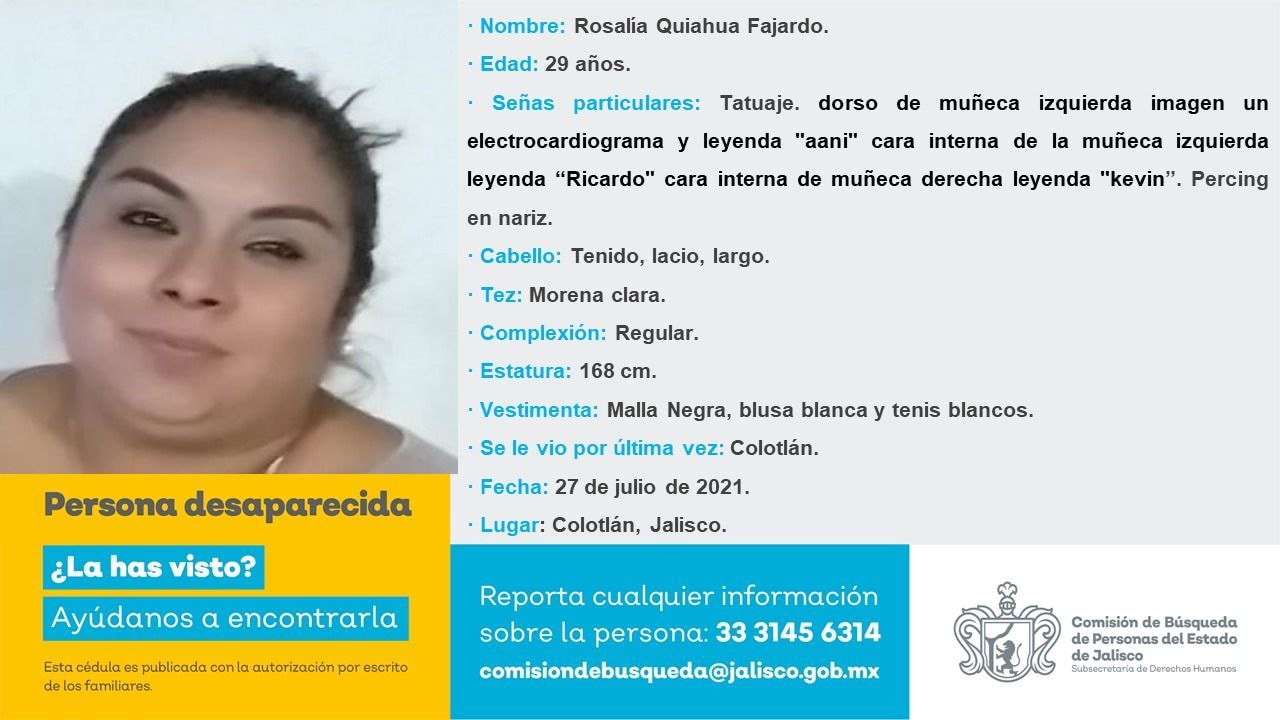 · Nombre: Rosalía Quiahua Fajardo.
· Edad: 29 años.
· Señas particulares: Tatuaje. dorso de muñeca izquierda imagen un
electrocardiograma y leyenda "aani" cara interna de la muñeca izquierda
leyenda “Ricardo" cara interna de muñeca derecha leyenda "kevin”. Percing
en nariz.
· Cabello: Tenido, lacio, largo.
· Tez: Morena clara.
· Complexión: Regular.
· Estatura: 168 cm.
· Vestimenta: Malla Negra, blusa blanca y tenis blancos.
· Se le vio por última vez: Colotlán.
· Fecha: 27 de julio de 2021.
· Lugar: Colotlán, Jalisco.
Persona desaparecida
¿La has visto?
Ayúdanos a encontrarla
Esta cédula es publicada con la autorización por escrito
de los familiares.
Reporta cualquier información
sobre la persona: 33 3145 6314
comisiondebusqueda@jalisco.gob.mx
Comisión de Búsqueda
de Personas del Estado
de Jalisco
Subsecretaría de Derechos Humanos